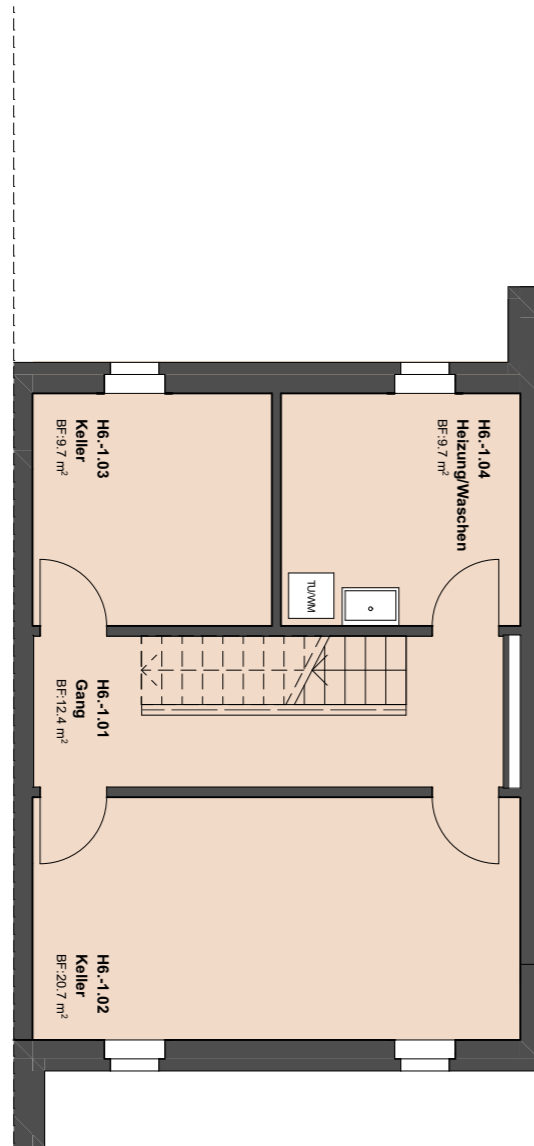 H6.-1.03
Keller
BF:9.7 m²
H6.-1.04
Heizung/Waschen
BF:9.7 m²
TU/WM
H6.-1.01
Gang
BF:12.4 m²
H6.-1.02
Keller
BF:20.7 m²